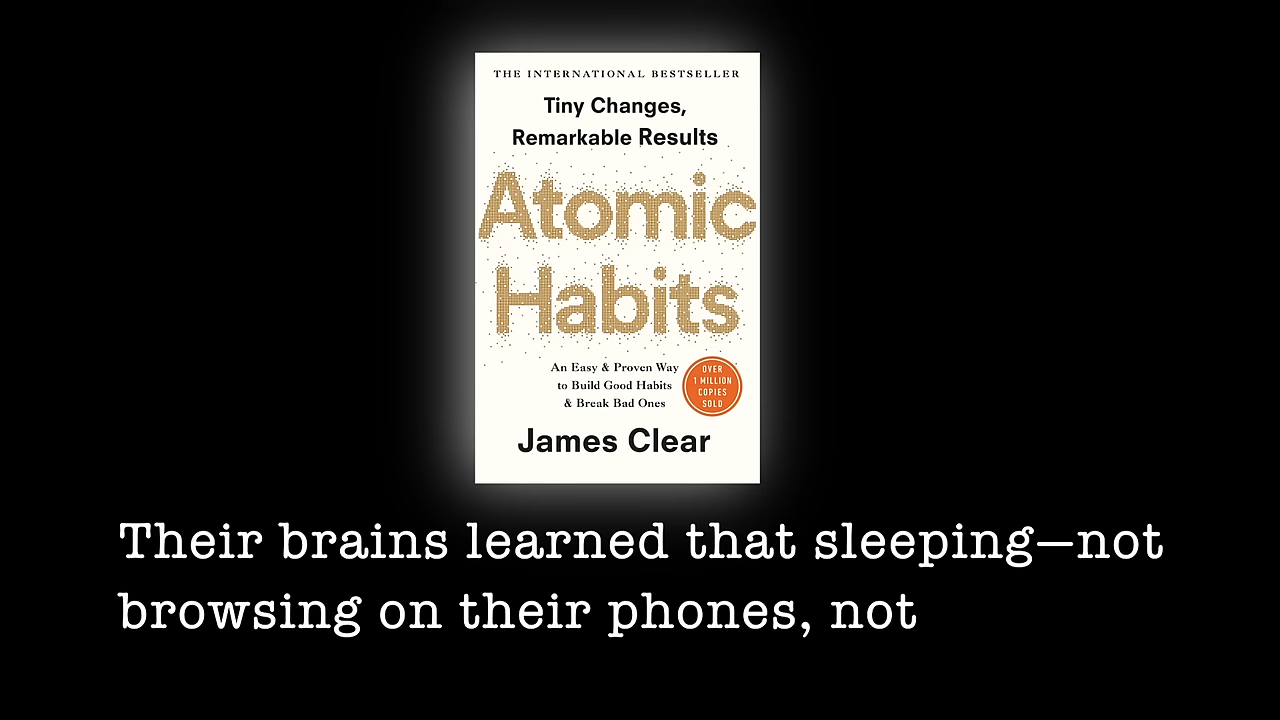 THE INTERNATIONAL BESTSELLER
Tiny Changes,
Remarkable Results
Atomic
Habits
An Easy & Proven Way
to Build Good Habits
& Break Bad Ones
OVER
1 MILLION
COPIES
SOLD
James Clear
Their brains learned that sleeping—not
browsing on their phones, not